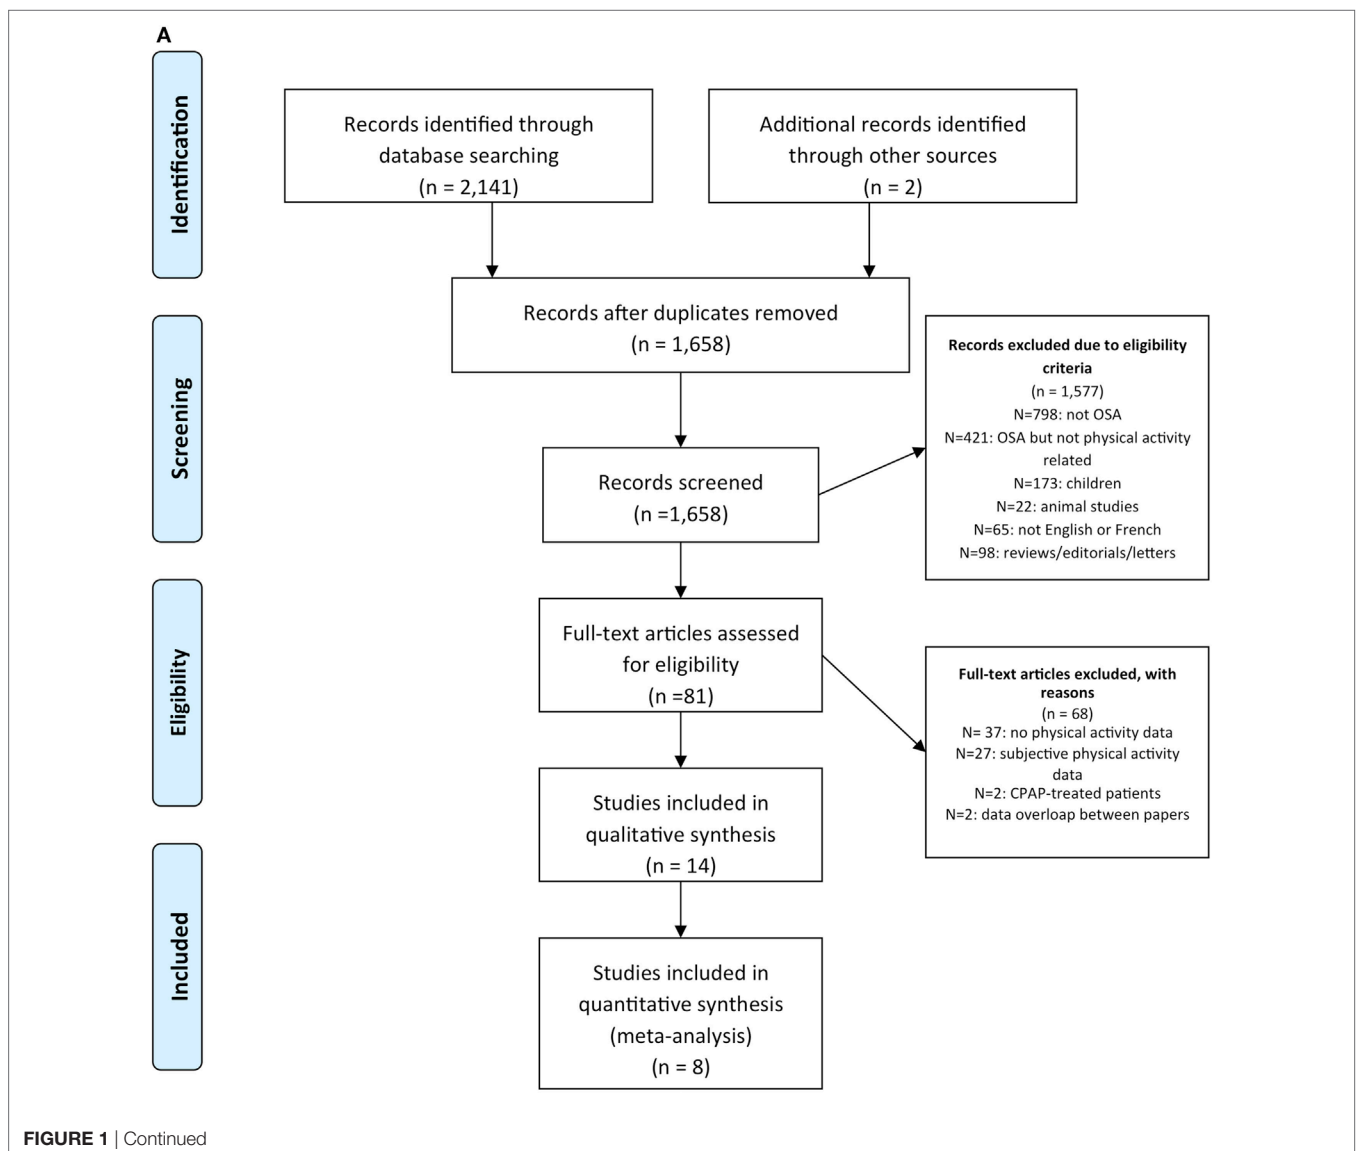 A
Identification
Records identified through
database searching
(n = 2,141)
Additional records identified
through other sources
(n = 2)
Records after duplicates removed
(n = 1,658)
Screening
Records excluded due to eligibility
criteria
(n = 1,577)
N=798: not OSA
N=421: OSA but not physical activity
related
N=173: children
N=22: animal studies
N=65: not English or French
N=98: reviews/editorials/letters
Records screened
(n =1,658)
Eligibility
Full-text articles assessed
for eligibility
(n =81)
Full-text articles excluded, with
reasons
(n = 68)
N= 37: no physical activity data
N=27: subjective physical activity
data
N=2: CPAP-treated patients
N=2: data overloap between papers
Studies included in
qualitative synthesis
(n = 14)
Included
Studies included in
quantitative synthesis
(meta-analysis)
(n = 8)
FIGURE 1 | Continued